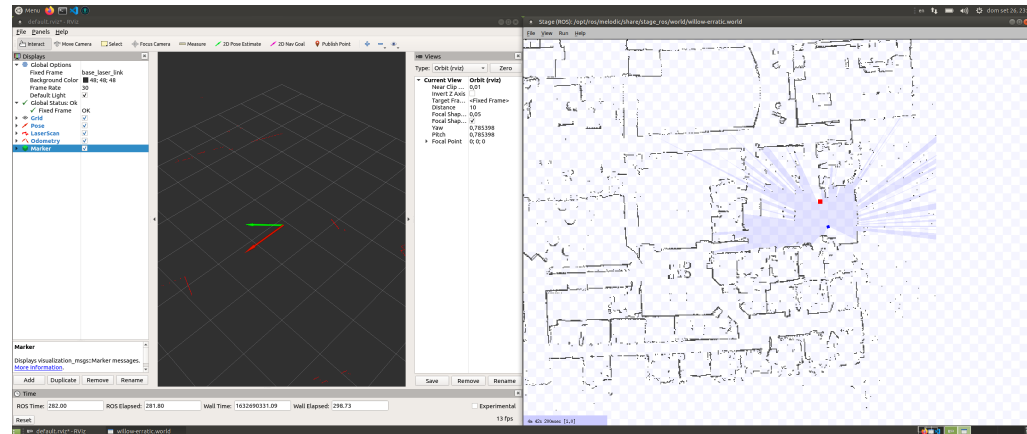 Menu
es
dom set 26, 23
default.rviz* - RViz
Stage (ROS): /opt/ros/melodic/share/stage_ros/world/willow-erratic.world
File Panels Help
File View Run Help
Interact Move Camera Select Focus Camera Measure 2D Pose Estimate 2D Nav Goal Publish Point
Displays
Global Options
Fixed Frame base_laser_link
Background Color 48; 48; 48
Frame Rate 30
Default Light
Global Status: Ok
Fixed Frame OK
Grid
Pose
LaserScan
Odometry
Marker
Marker
Displays visualization_msgs::Marker messages.
More Information.
Add Duplicate Remove Rename
Views
Type: Orbit (rviz) Zero
Current View Orbit (rviz)
Near Clip ... 0,01
Invert Z Axis
Target Fra... <Fixed Frame>
Distance 10
Focal Shap... 0,05
Focal Shap...
Yaw 0,785398
Pitch 0,785398
Focal Point 0; 0; 0
Save Remove Rename
Time
ROS Time: 282.00 ROS Elapsed: 281.80 Wall Time: 1632690331.09 Wall Elapsed: 298.73 Experimental
Reset 13 fps
default.rviz* - RViz willow-erratic.world